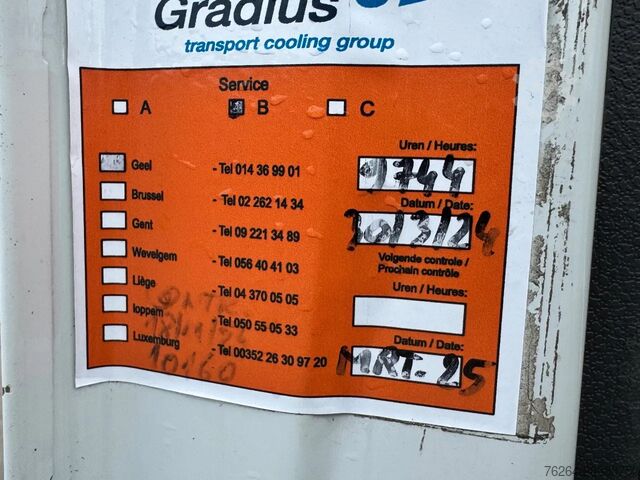 Gradius
transport cooling group
Service
A B C
Uren / Heures:
Geel - Tel 014 36 99 01
9744
Brussel - Tel 02 262 14 34
Datum / Date:
Gent - Tel 09 221 34 89
20/3/24
Wevelgem - Tel 056 40 41 03
Volgende controle /
Prochain contrôle
Liège - Tel 04 370 05 05
Uren / Heures:
Loppem - Tel 050 55 05 33
Luxemburg - Tel 00352 26 30 97 20
Datum / Date:
10160
MRT-25